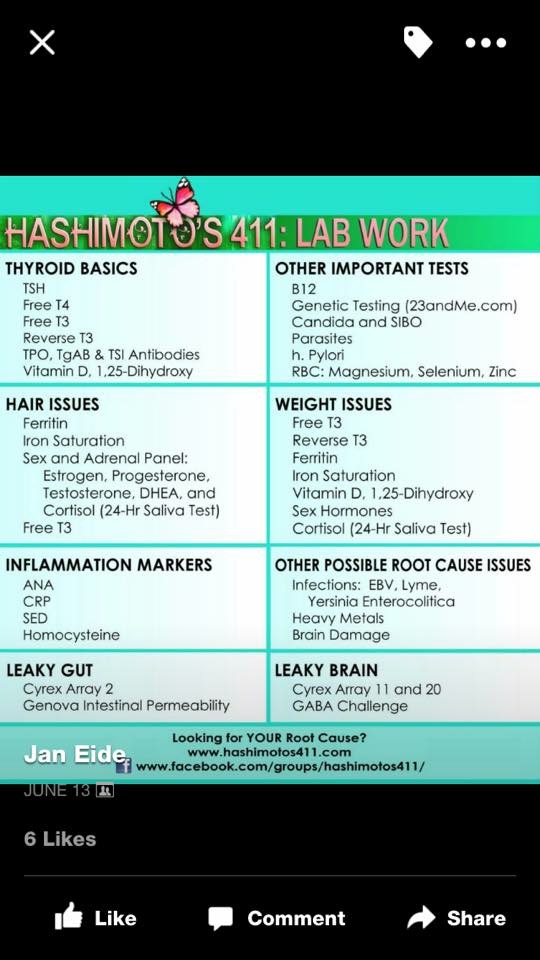 HASHIMOTO'S 411: LAB WORK
THYROID BASICS
TSH
Free T4
Free T3
Reverse T3
TPO, TgAB & TSI Antibodies
Vitamin D, 1,25-Dihydroxy
OTHER IMPORTANT TESTS
B12
Genetic Testing (23andMe.com)
Candida and SIBO
Parasites
h. Pylori
RBC: Magnesium, Selenium, Zinc
HAIR ISSUES
Ferritin
Iron Saturation
Sex and Adrenal Panel:
Estrogen, Progesterone,
Testosterone, DHEA, and
Cortisol (24-Hr Saliva Test)
Free T3
WEIGHT ISSUES
Free T3
Reverse T3
Ferritin
Iron Saturation
Vitamin D, 1,25-Dihydroxy
Sex Hormones
Cortisol (24-Hr Saliva Test)
INFLAMMATION MARKERS
ANA
CRP
SED
Homocysteine
OTHER POSSIBLE ROOT CAUSE ISSUES
Infections: EBV, Lyme,
Yersinia Enterocolitica
Heavy Metals
Brain Damage
LEAKY GUT
Cyrex Array 2
Genova Intestinal Permeability
LEAKY BRAIN
Cyrex Array 11 and 20
GABA Challenge
Looking for YOUR Root Cause?
www.hashimotos411.com
www.facebook.com/groups/hashimotos411/
Jan Eide
JUNE 13
6 Likes
Like
Comment
Share